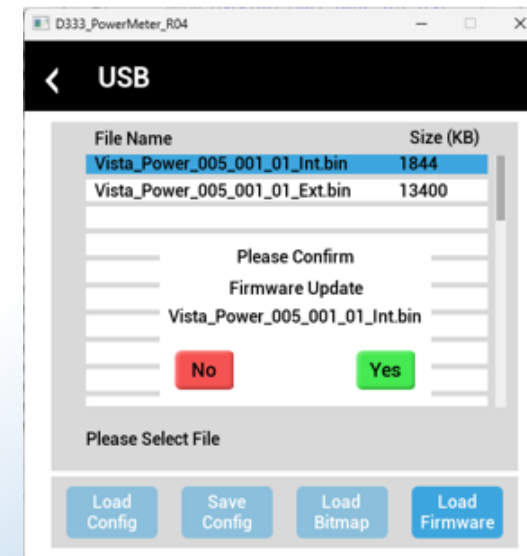 D333_PowerMeter_R04
USB
File Name Size (KB)
Vista_Power_005_001_01_Int.bin 1844
Vista_Power_005_001_01_Ext.bin 13400
Please Confirm
Firmware Update
Vista_Power_005_001_01_Int.bin
No Yes
Please Select File
Load Save Load Load
Config Config Bitmap Firmware